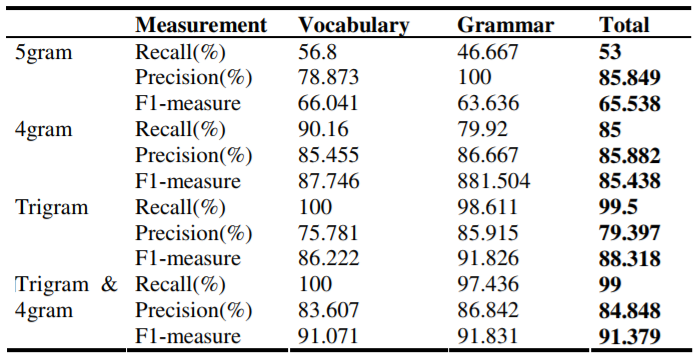 Measurement Vocabulary Grammar Total
5gram Recall(%) 56.8 46.667 53
Precision(%) 78.873 100 85.849
F1-measure 66.041 63.636 65.538
4gram Recall(%) 90.16 79.92 85
Precision(%) 85.455 86.667 85.882
F1-measure 87.746 881.504 85.438
Trigram Recall(%) 100 98.611 99.5
Precision(%) 75.781 85.915 79.397
F1-measure 86.222 91.826 88.318
Trigram & Recall(%) 100 97.436 99
4gram Precision(%) 83.607 86.842 84.848
F1-measure 91.071 91.831 91.379